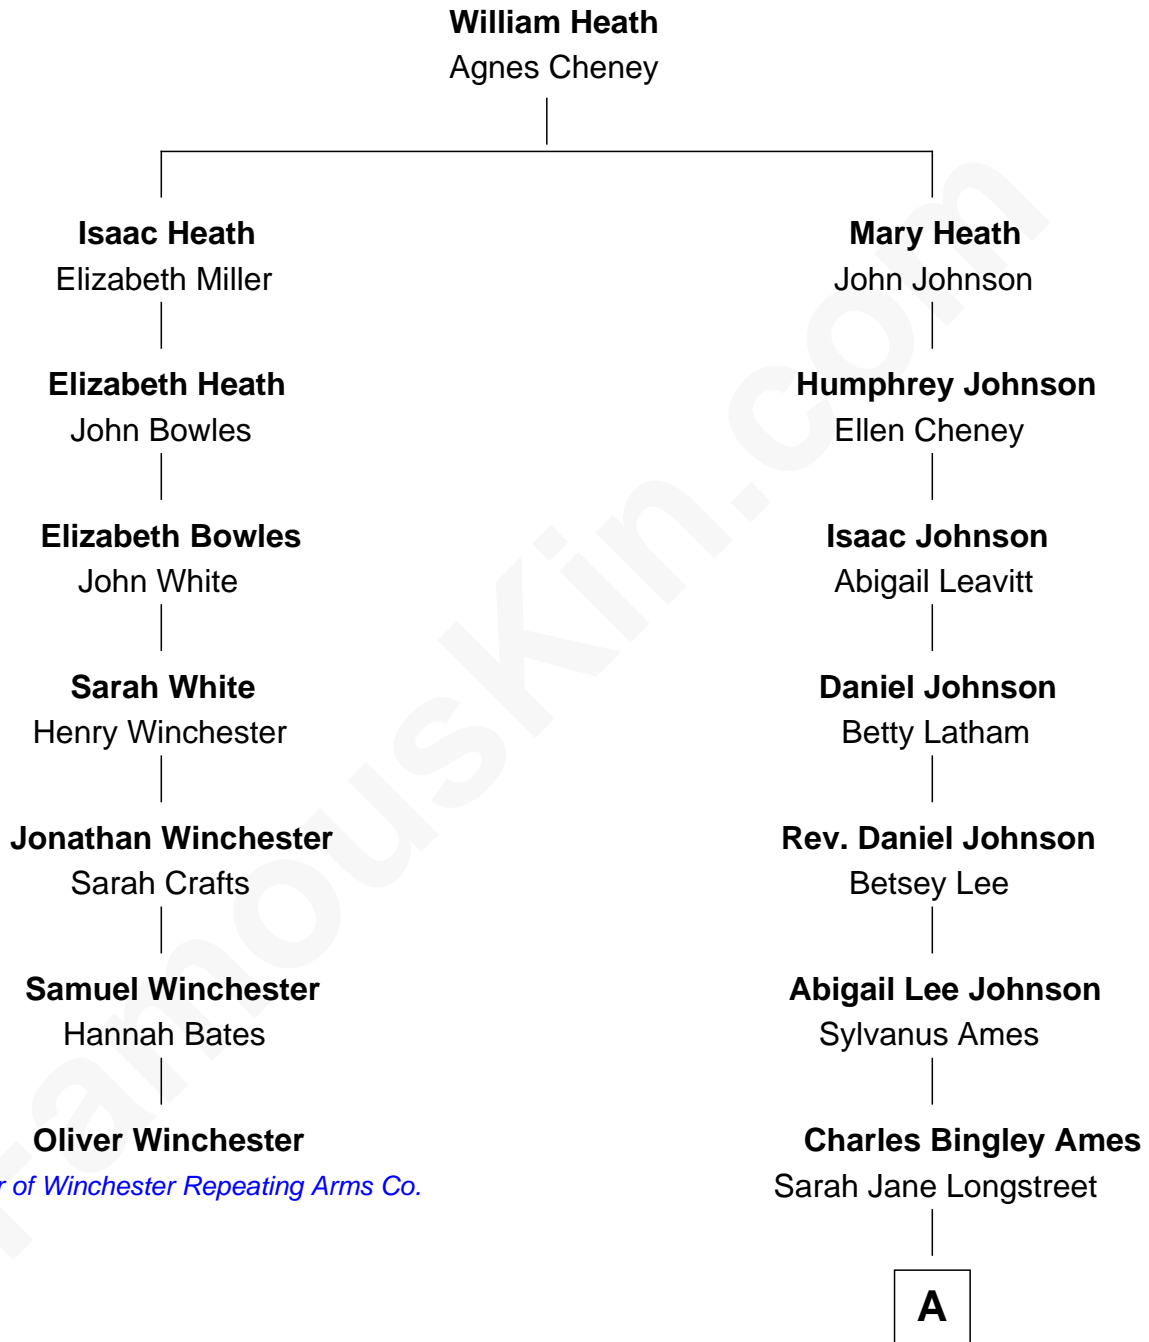 William Heath
Agnes Cheney
Isaac Heath
Elizabeth Miller
Elizabeth Heath
John Bowles
Elizabeth Bowles
John White
Sarah White
Henry Winchester
Jonathan Winchester
Sarah Crafts
Samuel Winchester
Hannah Bates
Oliver Winchester
r of Winchester Repeating Arms Co.
Mary Heath
John Johnson
Humphrey Johnson
Ellen Cheney
Isaac Johnson
Abigail Leavitt
Daniel Johnson
Betty Latham
Rev. Daniel Johnson
Betsey Lee
Abigail Lee Johnson
Sylvanus Ames
Charles Bingley Ames
Sarah Jane Longstreet
A
FamousKin.com